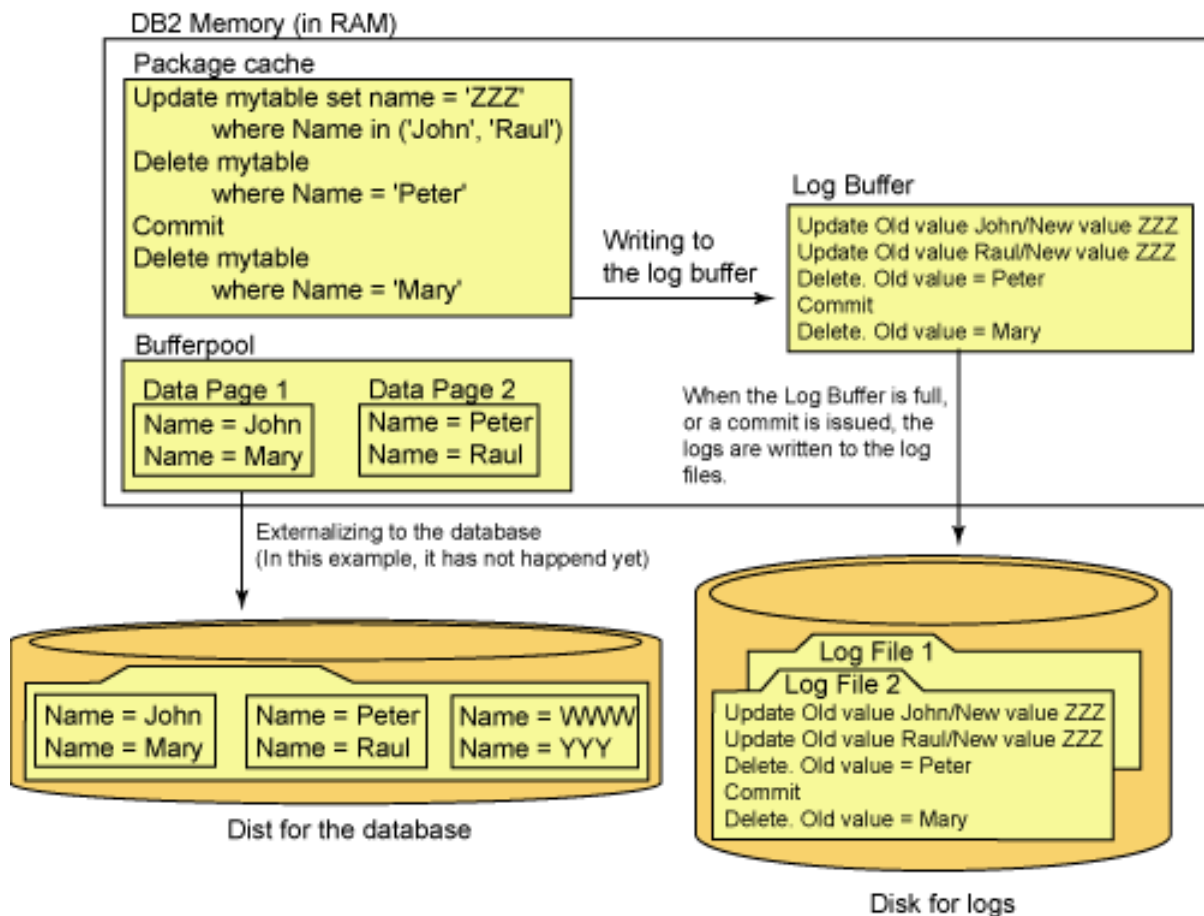 DB2 Memory (in RAM)
Package cache
Update mytable set name = 'ZZZ'
where Name in ('John', 'Raul')
Delete mytable
where Name = 'Peter'
Commit
Delete mytable
where Name = 'Mary'
Writing to
the log buffer
Log Buffer
Update Old value John/New value ZZZ
Update Old value Raul/New value ZZZ
Delete. Old value = Peter
Commit
Delete. Old value = Mary
Bufferpool
Data Page 1
Name = John
Name = Mary
Data Page 2
Name = Peter
Name = Raul
When the Log Buffer is full,
or a commit is issued, the
logs are written to the log
files.
Externalizing to the database
(In this example, it has not happend yet)
Name = John
Name = Mary
Name = Peter
Name = Raul
Name = WWW
Name = YYY
Dist for the database
Log File 1
Log File 2
Update Old value John/New value ZZZ
Update Old value Raul/New value ZZZ
Delete. Old value = Peter
Commit
Delete. Old value = Mary
Disk for logs